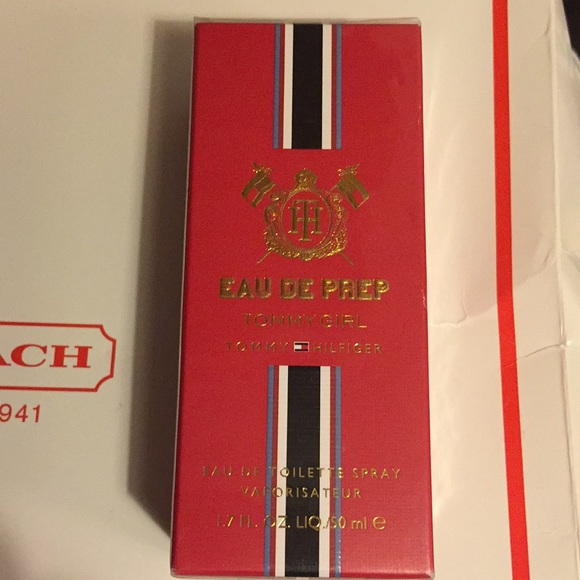 TH
EAU DE PREP
TOMMY GIRL
TOMMY HILFIGER
EAU DE TOILETTE SPRAY
VAPORISATEUR
1.7 FL. OZ. LIQ./50 ml e
ACH
941